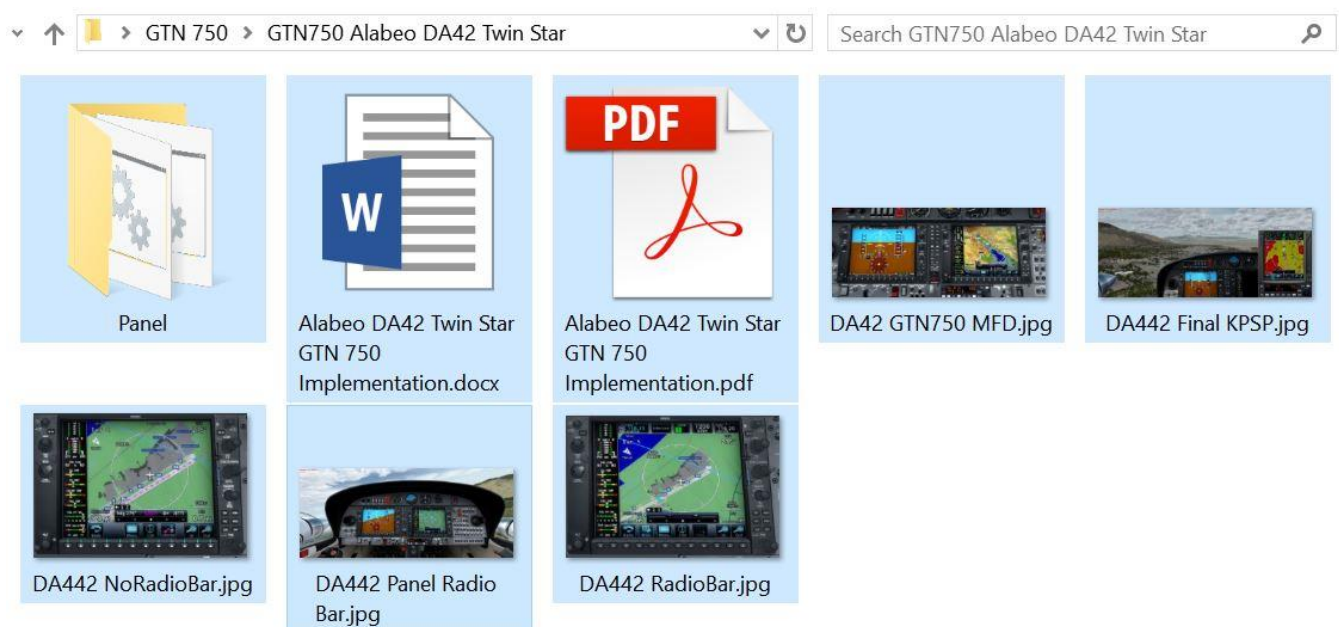 GTN 750 > GTN750 Alabeo DA42 Twin Star
Search GTN750 Alabeo DA42 Twin Star
Panel
W
Alabeo DA42 Twin Star
GTN 750
Implementation.docx
PDF
Alabeo DA42 Twin Star
GTN 750
Implementation.pdf
DA42 GTN750 MFD.jpg
DA442 Final KPSP.jpg
DA442 NoRadioBar.jpg
DA442 Panel Radio
Bar.jpg
DA442 RadioBar.jpg